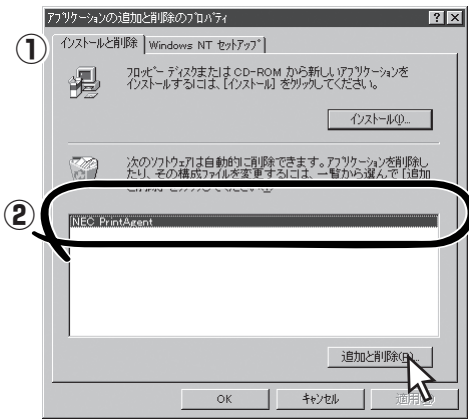 アプリケーションの追加と削除のプロパティ
①
インストールと削除
Windows NT セットアップ
フロッピー ディスクまたは CD-ROM から新しいアプリケーションを
インストールするには、[インストール] をクリックしてください。
インストール(I)...
次のソフトウェアは自動的に削除できます。アプリケーションを削除し
たり、その構成ファイルを変更するには、一覧から選んで [追加
②
NEC PrintAgent
追加と削除(R)...
OK
キャンセル
適用